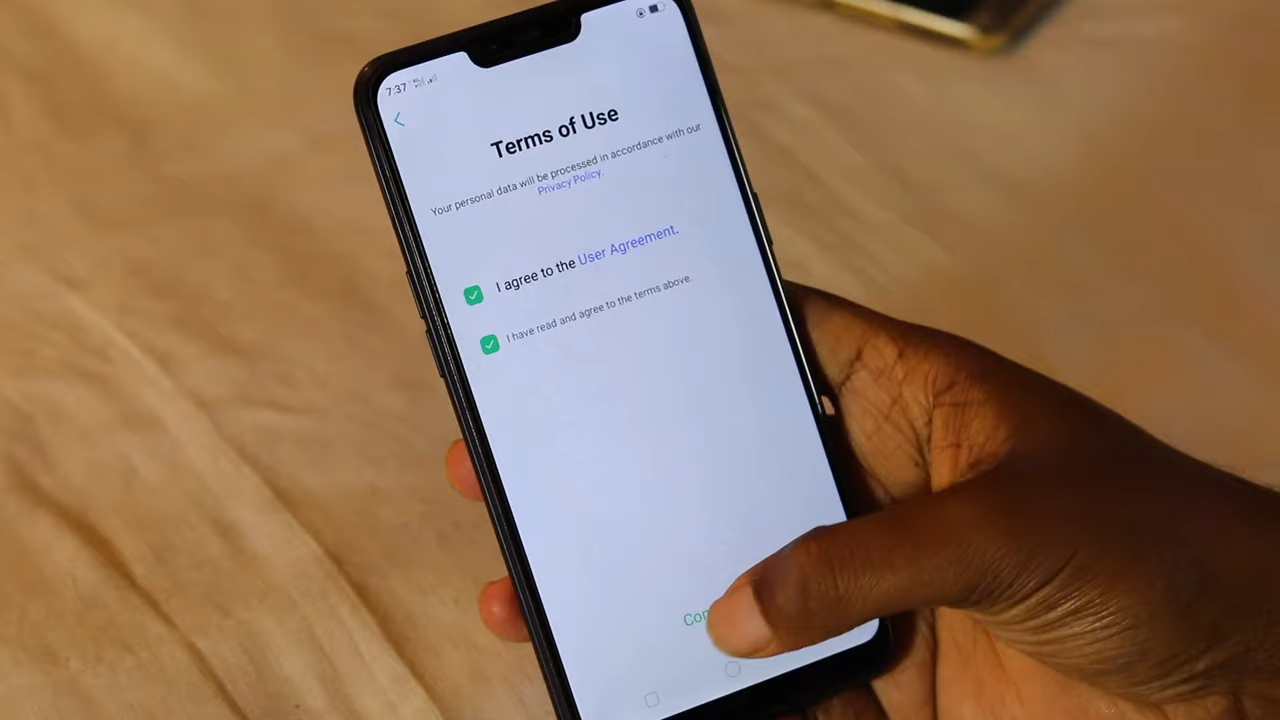 7:37
Terms of Use
Your personal data will be processed in accordance with our
Privacy Policy.
I agree to the User Agreement.
I have read and agree to the terms above.